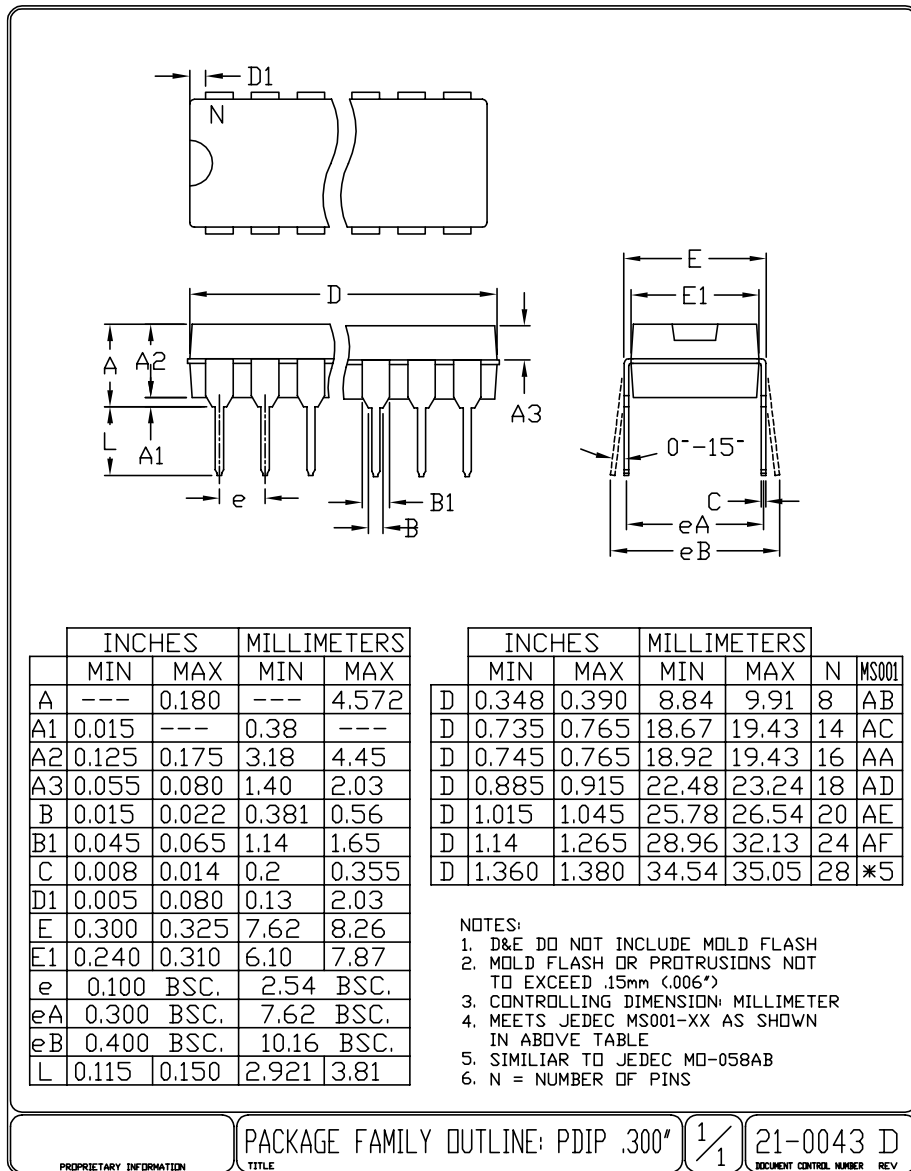 D1
N
E
D
E1
A
A2
A3
L
A1
0°-15°
e
B1
B
C
eA
eB
INCHES MILLIMETERS
MIN MAX MIN MAX
A --- 0.180 --- 4.572
A1 0.015 --- 0.38 ---
A2 0.125 0.175 3.18 4.45
A3 0.055 0.080 1.40 2.03
B 0.015 0.022 0.381 0.56
B1 0.045 0.065 1.14 1.65
C 0.008 0.014 0.2 0.355
D1 0.005 0.080 0.13 2.03
E 0.300 0.325 7.62 8.26
E1 0.240 0.310 6.10 7.87
e 0.100 BSC. 2.54 BSC.
eA 0.300 BSC. 7.62 BSC.
eB 0.400 BSC. 10.16 BSC.
L 0.115 0.150 2.921 3.81
INCHES MILLIMETERS
MIN MAX MIN MAX N MS001
D 0.348 0.390 8.84 9.91 8 AB
D 0.735 0.765 18.67 19.43 14 AC
D 0.745 0.765 18.92 19.43 16 AA
D 0.885 0.915 22.48 23.24 18 AD
D 1.015 1.045 25.78 26.54 20 AE
D 1.14 1.265 28.96 32.13 24 AF
D 1.360 1.380 34.54 35.05 28 *5
NOTES:
1. D&E DO NOT INCLUDE MOLD FLASH
2. MOLD FLASH OR PROTRUSIONS NOT
TO EXCEED .15mm (.006")
3. CONTROLLING DIMENSION: MILLIMETER
4. MEETS JEDEC MS001-XX AS SHOWN
IN ABOVE TABLE
5. SIMILIAR TO JEDEC MO-058AB
6. N = NUMBER OF PINS
PROPRIETARY INFORMATION
PACKAGE FAMILY OUTLINE: PDIP .300"
TITLE
1/1
21-0043 D
DOCUMENT CONTROL NUMBER REV